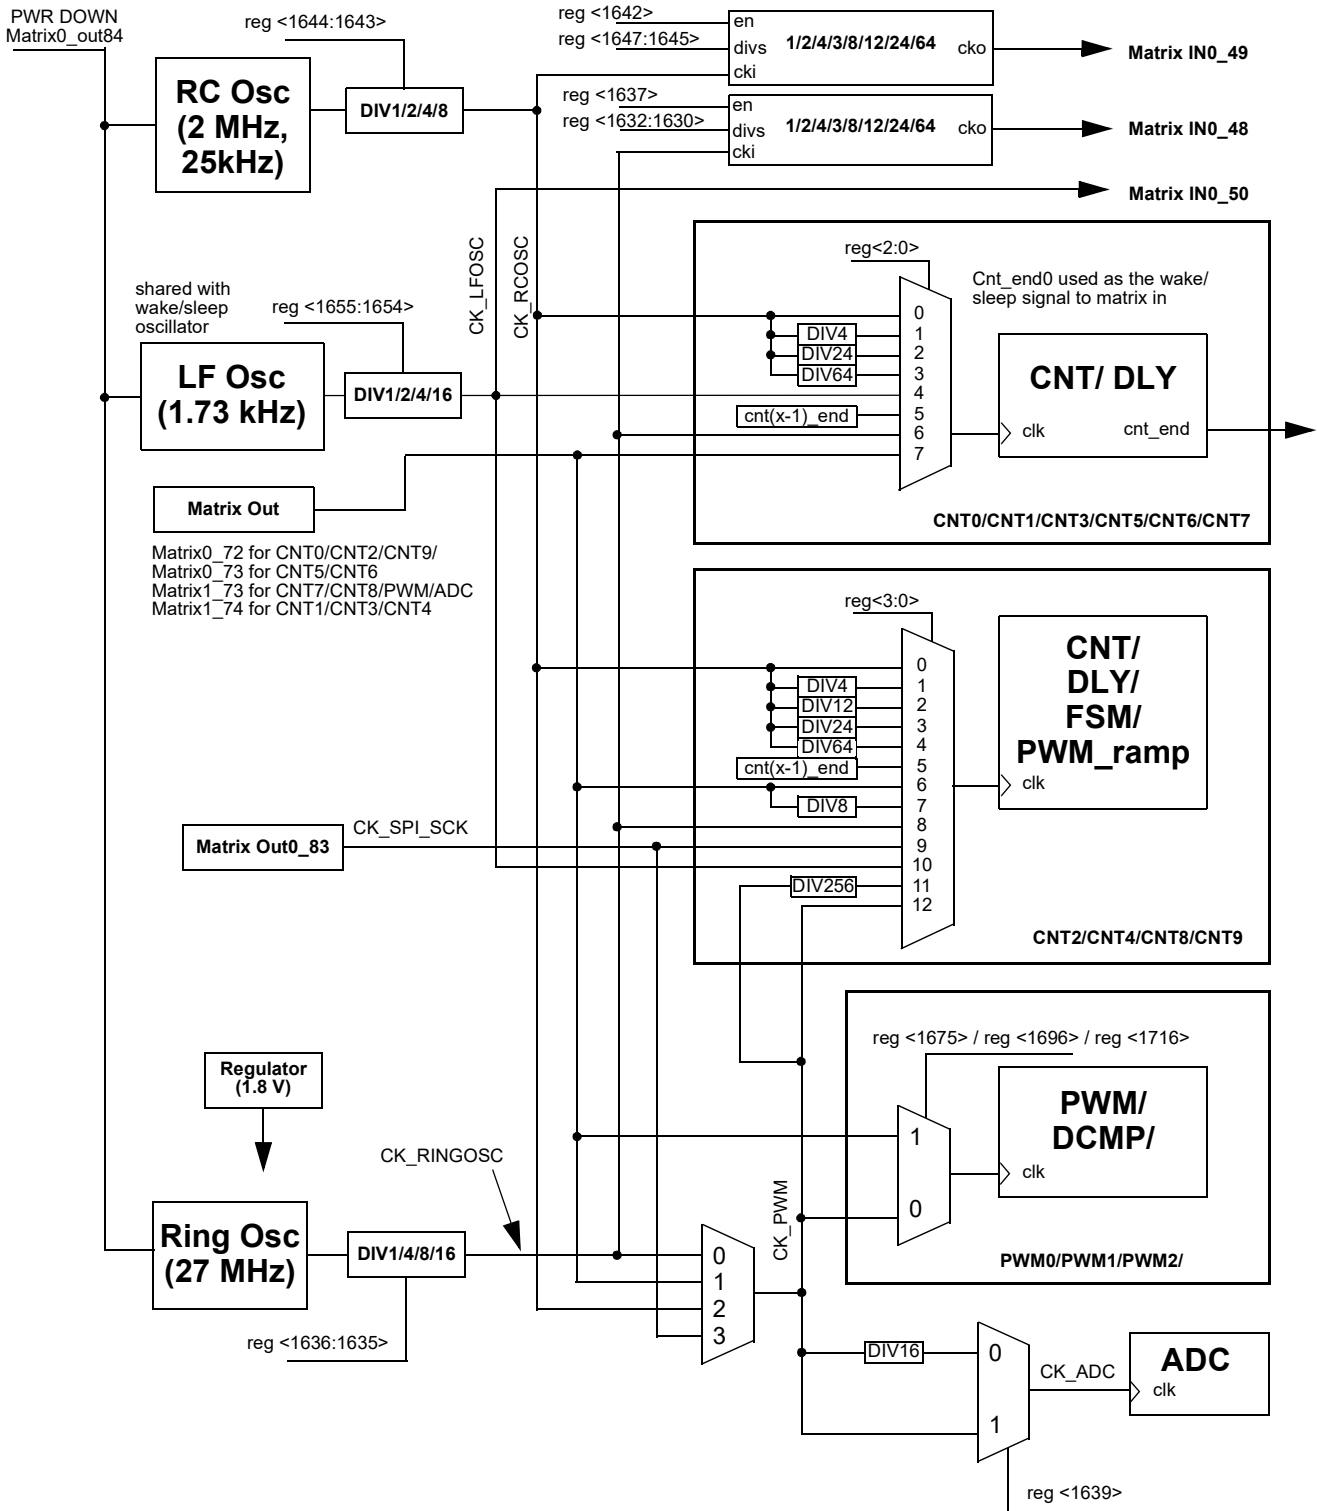 PWR DOWN
Matrix0_out84
reg <1644:1643>
RC Osc
(2 MHz,
25kHz)
DIV1/2/4/8
reg <1642>
reg <1647:1645>
en
divs
cki
1/2/4/3/8/12/24/64
cko
Matrix IN0_49
reg <1637>
reg <1632:1630>
en
divs
cki
1/2/4/3/8/12/24/64
cko
Matrix IN0_48
Matrix IN0_50
CK_LFOSC
CK_RCOSC
shared with
wake/sleep
oscillator
reg <1655:1654>
LF Osc
(1.73 kHz)
DIV1/2/4/16
reg<2:0>
Cnt_end0 used as the wake/
sleep signal to matrix in
0
DIV4 1
DIV24 2
DIV64 3
4
cnt(x-1)_end 5
6
7
CNT/ DLY
clk
cnt_end
CNT0/CNT1/CNT3/CNT5/CNT6/CNT7
Matrix Out
Matrix0_72 for CNT0/CNT2/CNT9/
Matrix0_73 for CNT5/CNT6
Matrix1_73 for CNT7/CNT8/PWM/ADC
Matrix1_74 for CNT1/CNT3/CNT4
reg<3:0>
0
DIV4 1
DIV12 2
DIV24 3
DIV64 4
cnt(x-1)_end 5
6
DIV8 7
8
9
10
DIV256 11
12
CNT/
DLY/
FSM/
PWM_ramp
clk
CNT2/CNT4/CNT8/CNT9
Matrix Out0_83
CK_SPI_SCK
reg <1675> / reg <1696> / reg <1716>
1
0
PWM/
DCMP/
clk
PWM0/PWM1/PWM2/
Regulator
(1.8 V)
CK_RINGOSC
Ring Osc
(27 MHz)
DIV1/4/8/16
reg <1636:1635>
0
1
2
3
CK_PWM
DIV16
0
1
CK_ADC
ADC
clk
reg <1639>